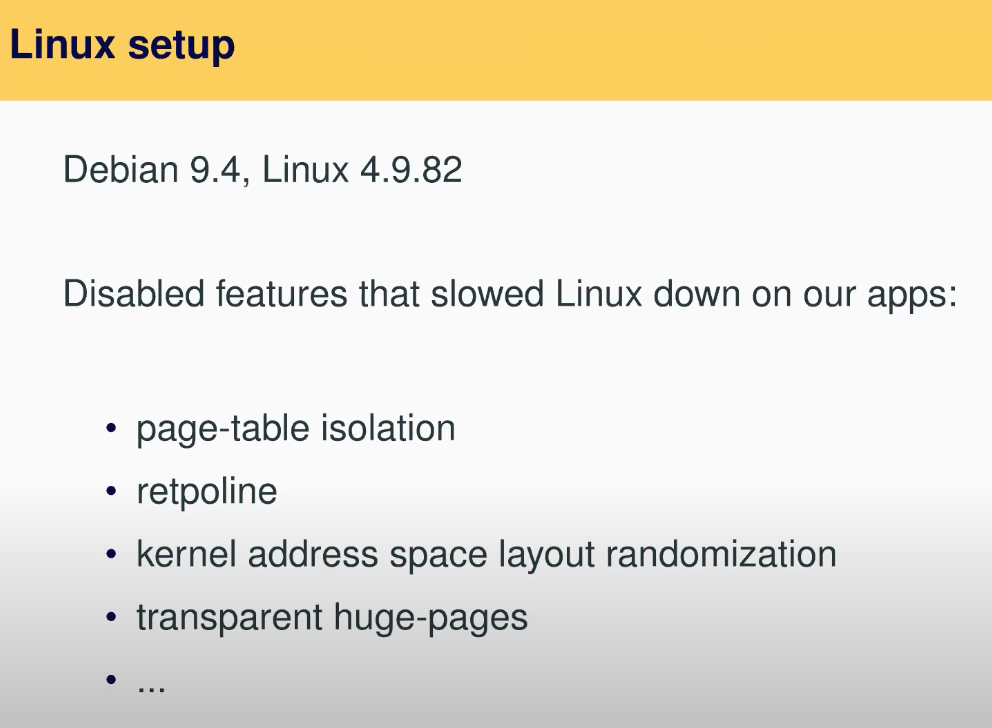 Linux setup
Debian 9.4, Linux 4.9.82
Disabled features that slowed Linux down on our apps:
• page-table isolation
• retpoline
• kernel address space layout randomization
• transparent huge-pages
• ...